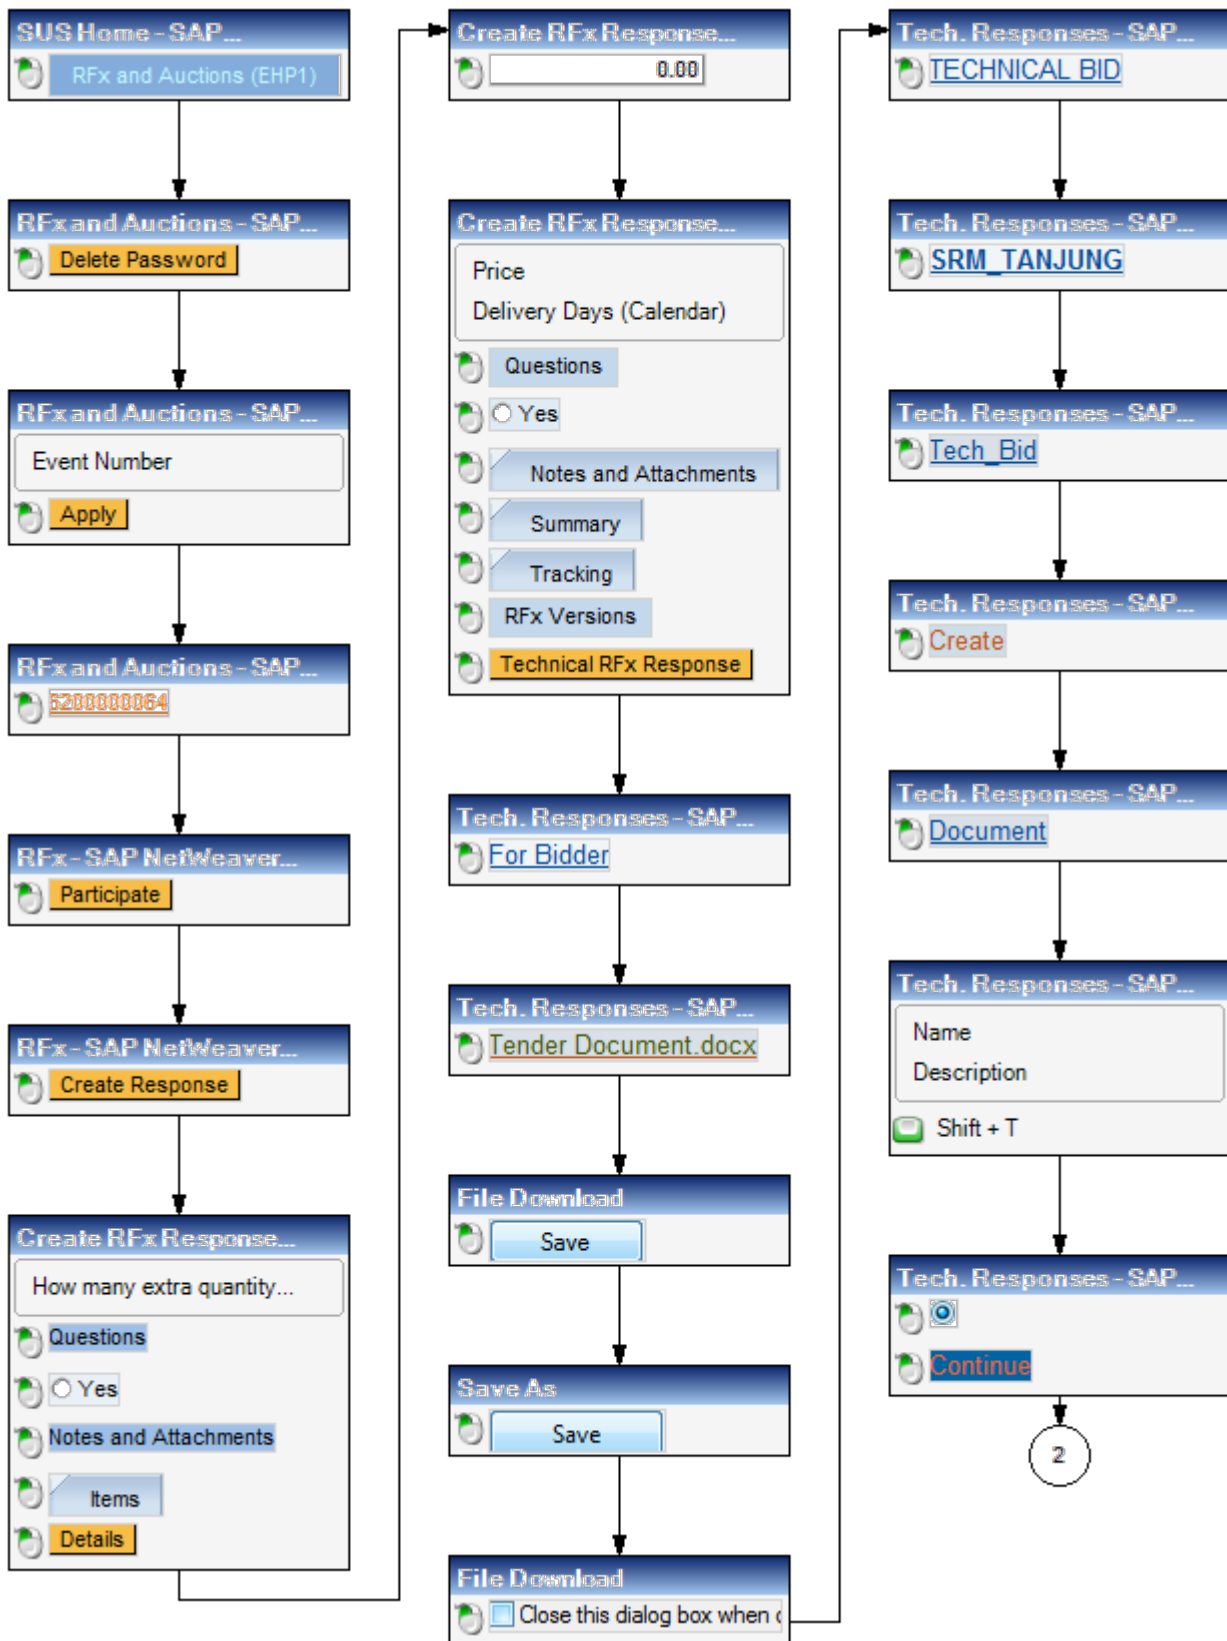 SUS Home - SAP...
RFx and Auctions (EHP1)
RFx and Auctions - SAP...
Delete Password
RFx and Auctions - SAP...
Event Number
Apply
RFx and Auctions - SAP...
6200000064
RFx - SAP NetWeaver...
Participate
RFx - SAP NetWeaver...
Create Response
Create RFx Response...
How many extra quantity...
Questions
Yes
Notes and Attachments
Items
Details
Create RFx Response...
0.00
Create RFx Response...
Price
Delivery Days (Calendar)
Questions
Yes
Notes and Attachments
Summary
Tracking
RFx Versions
Technical RFx Response
Tech. Responses - SAP...
For Bidder
Tech. Responses - SAP...
Tender Document.docx
File Download
Save
Save As
Save
File Download
Close this dialog box when
Tech. Responses - SAP...
TECHNICAL BID
Tech. Responses - SAP...
SRM_TANJUNG
Tech. Responses - SAP...
Tech_Bid
Tech. Responses - SAP...
Create
Tech. Responses - SAP...
Document
Tech. Responses - SAP...
Name
Description
Shift + T
Tech. Responses - SAP...
Continue
2